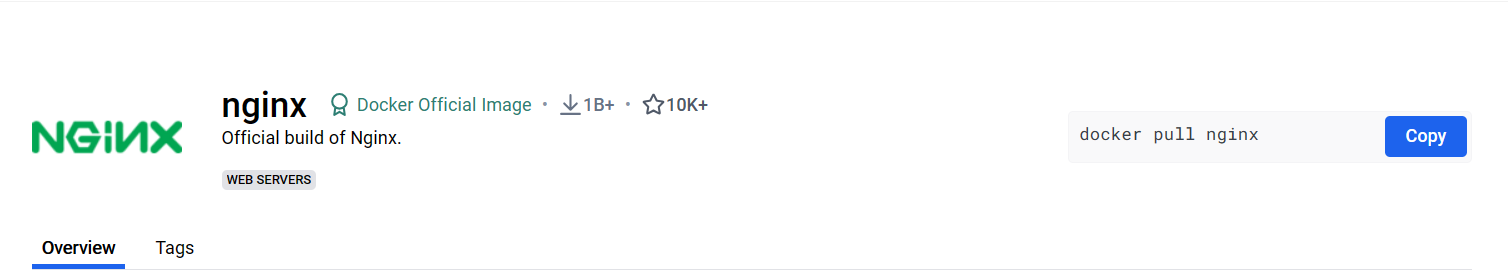 NGINX
nginx Docker Official Image • 1B+ • 10K+
Official build of Nginx.
WEB SERVERS
docker pull nginx Copy
Overview Tags